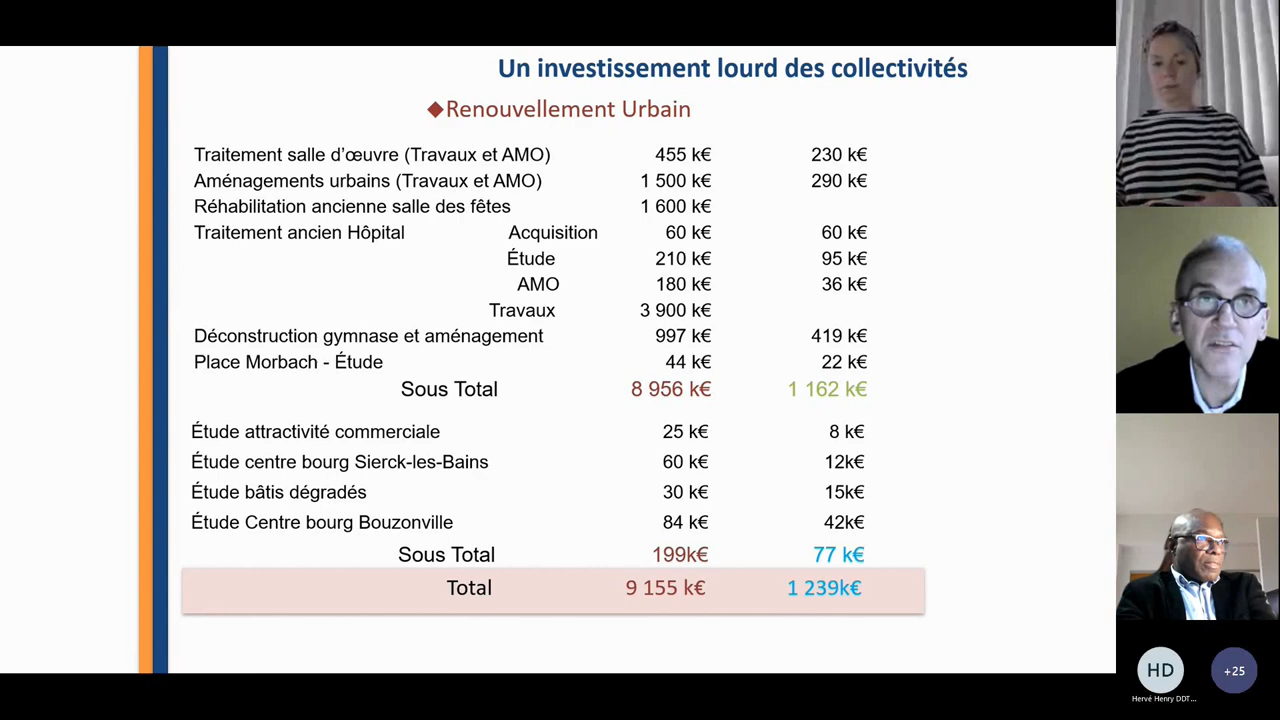 Un investissement lourd des collectivités
◆Renouvellement Urbain
Traitement salle d’œuvre (Travaux et AMO) 455 k€ 230 k€
Aménagements urbains (Travaux et AMO) 1 500 k€ 290 k€
Réhabilitation ancienne salle des fêtes 1 600 k€
Traitement ancien Hôpital Acquisition 60 k€ 60 k€
Étude 210 k€ 95 k€
AMO 180 k€ 36 k€
Travaux 3 900 k€
Déconstruction gymnase et aménagement 997 k€ 419 k€
Place Morbach - Étude 44 k€ 22 k€
Sous Total 8 956 k€ 1 162 k€
Étude attractivité commerciale 25 k€ 8 k€
Étude centre bourg Sierck-les-Bains 60 k€ 12k€
Étude bâtis dégradés 30 k€ 15k€
Étude Centre bourg Bouzonville 84 k€ 42k€
Sous Total 199k€ 77 k€
Total 9 155 k€ 1 239k€
HD +25
Hervé Henry DDT...